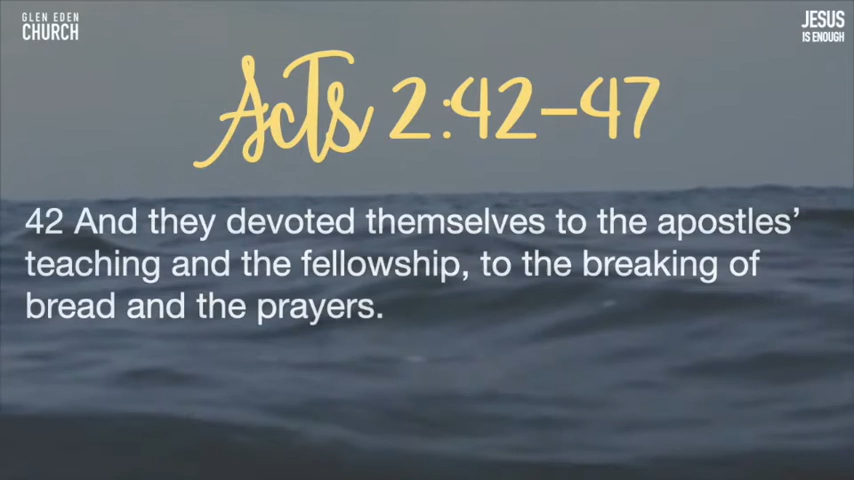 GLEN EDEN
CHURCH
JESUS
IS ENOUGH
Acts 2:42-47
42 And they devoted themselves to the apostles’
teaching and the fellowship, to the breaking of
bread and the prayers.